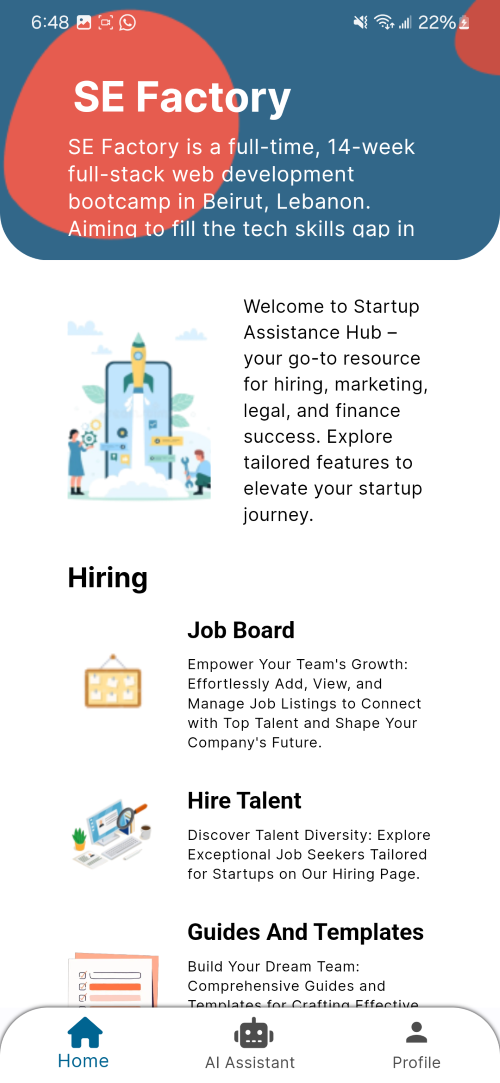 6:48
22%
SE Factory
SE Factory is a full-time, 14-week
full-stack web development
bootcamp in Beirut, Lebanon.
Aiming to fill the tech skills gap in
Welcome to Startup
Assistance Hub –
your go-to resource
for hiring, marketing,
legal, and finance
success. Explore
tailored features to
elevate your startup
journey.
Hiring
Job Board
Empower Your Team's Growth:
Effortlessly Add, View, and
Manage Job Listings to Connect
with Top Talent and Shape Your
Company's Future.
Hire Talent
Discover Talent Diversity: Explore
Exceptional Job Seekers Tailored
for Startups on Our Hiring Page.
Guides And Templates
Build Your Dream Team:
Comprehensive Guides and
Templates for Crafting Effective
Home
AI Assistant
Profile